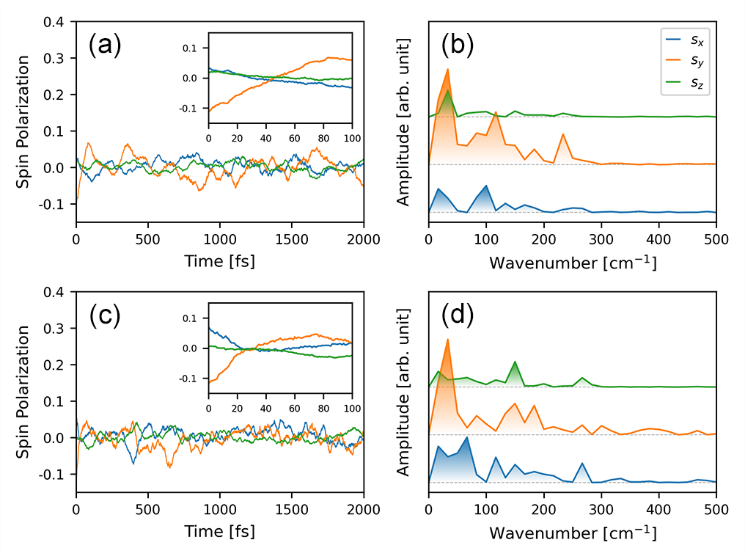 (a)
Spin Polarization
0.4
0.3
0.2
0.1
0.0
-0.1
0 500 1000 1500 2000
Time [fs]
0.1
0.0
-0.1
0 20 40 60 80 100
(b)
sx
sy
sz
Amplitude [arb. unit]
0 100 200 300 400 500
Wavenumber [cm⁻¹]
(c)
Spin Polarization
0.4
0.3
0.2
0.1
0.0
-0.1
0 500 1000 1500 2000
Time [fs]
0.1
0.0
-0.1
0 20 40 60 80 100
(d)
Amplitude [arb. unit]
0 100 200 300 400 500
Wavenumber [cm⁻¹]